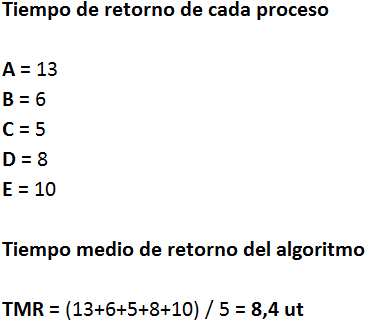 Tiempo de retorno de cada proceso
A = 13
B = 6
C = 5
D = 8
E = 10
Tiempo medio de retorno del algoritmo
TMR = (13+6+5+8+10) / 5 = 8,4 ut